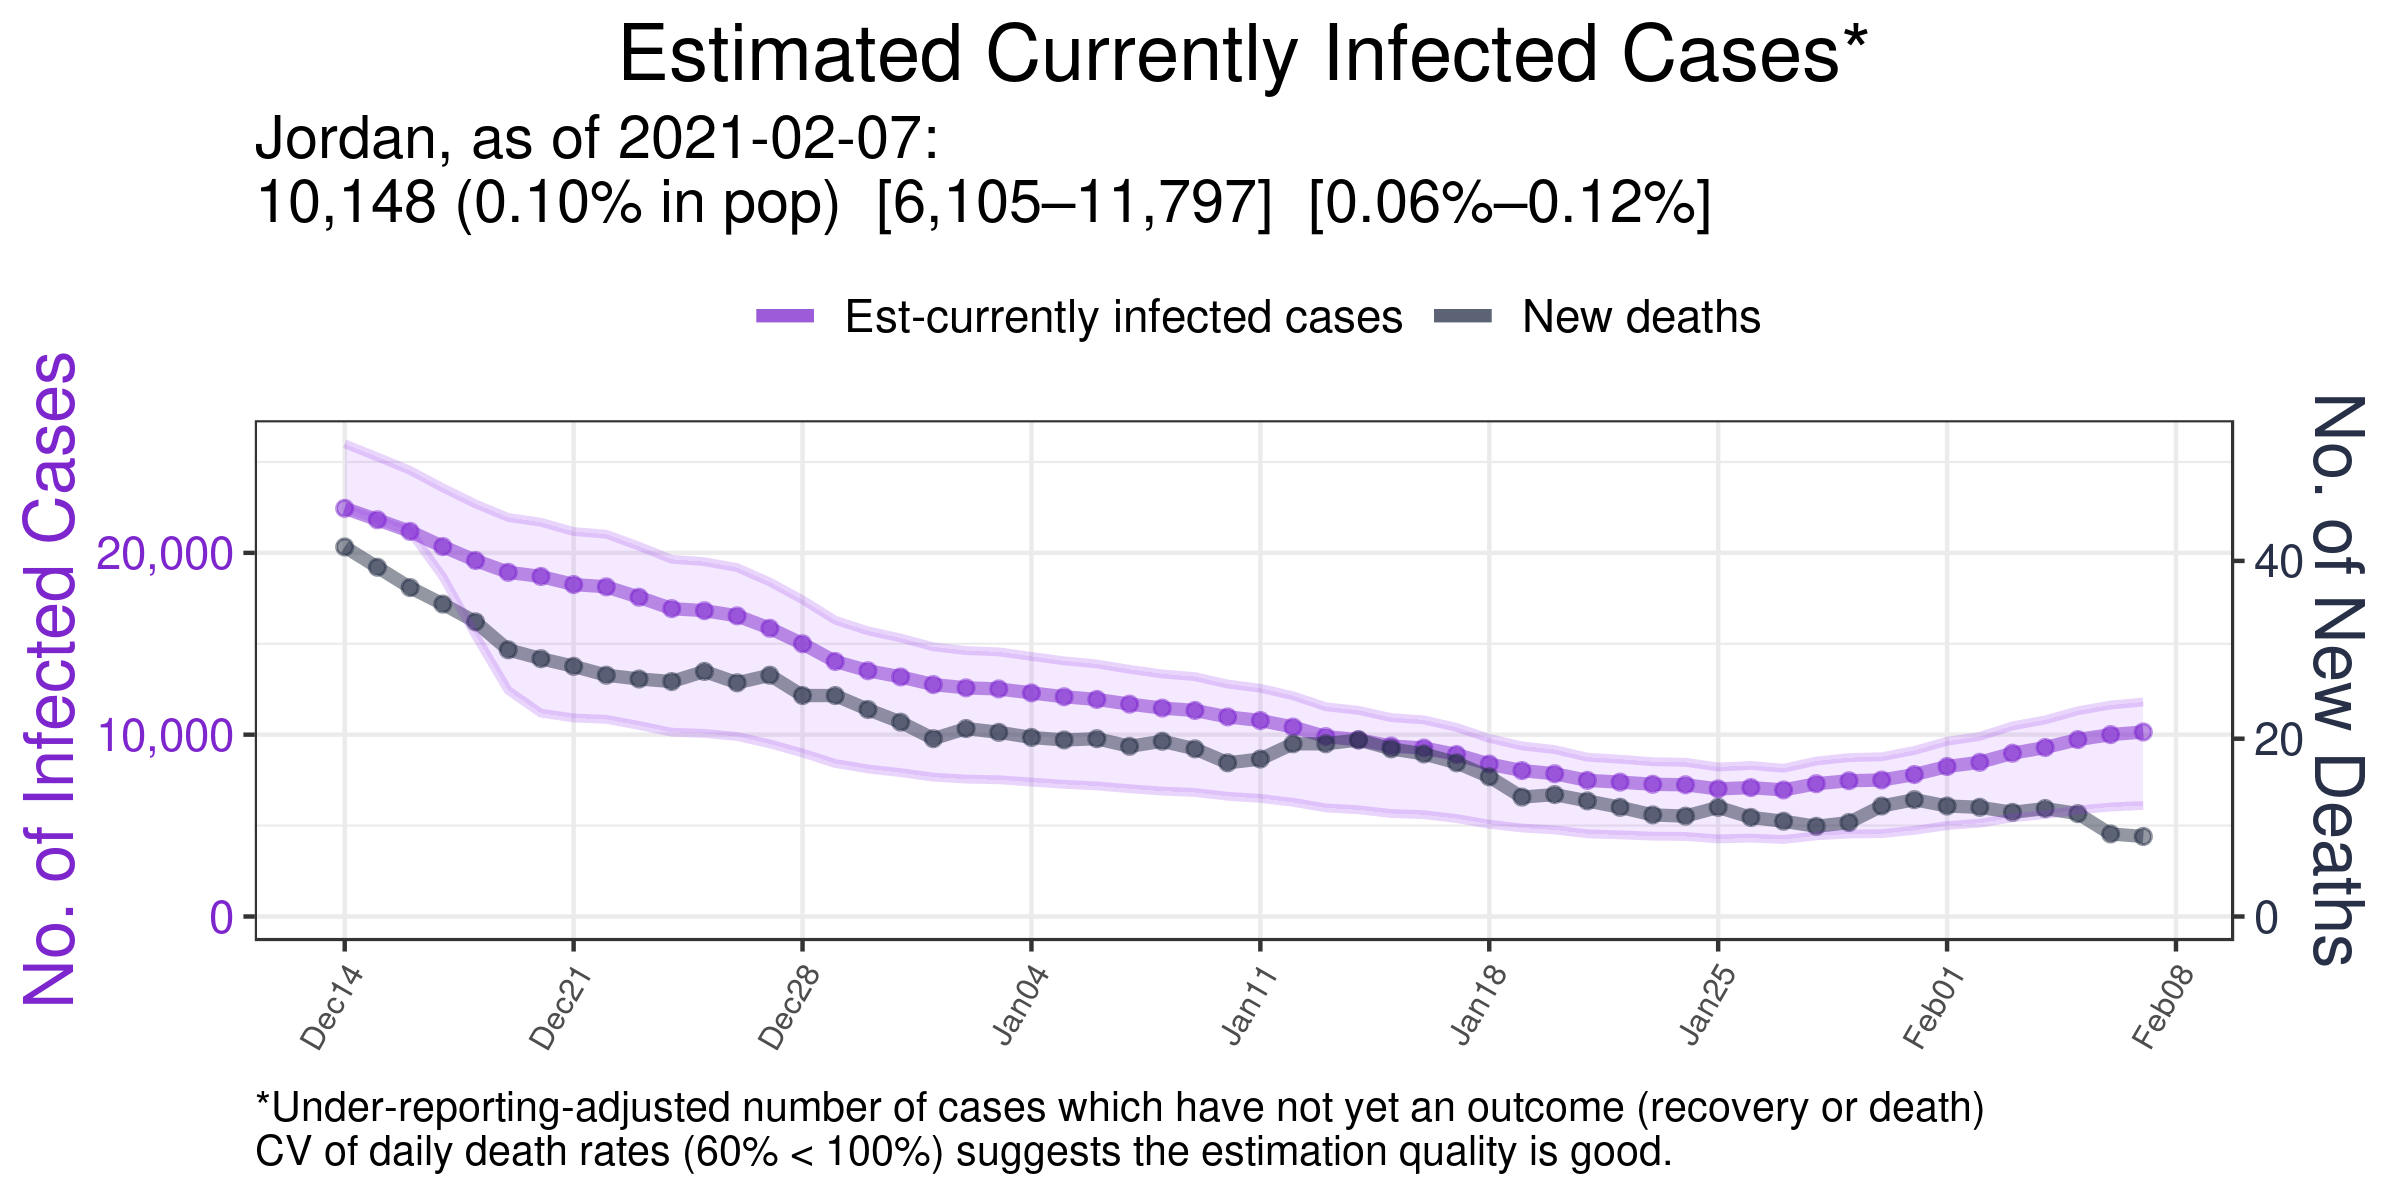 Estimated Currently Infected Cases*
Jordan, as of 2021-02-07:
10,148 (0.10% in pop) [6,105–11,797] [0.06%–0.12%]
Est-currently infected cases
New deaths
No. of Infected Cases
20,000
10,000
0
40
20
0
No. of New Deaths
Dec14
Dec21
Dec28
Jan04
Jan11
Jan18
Jan25
Feb01
Feb08
*Under-reporting-adjusted number of cases which have not yet an outcome (recovery or death)
CV of daily death rates (60% < 100%) suggests the estimation quality is good.